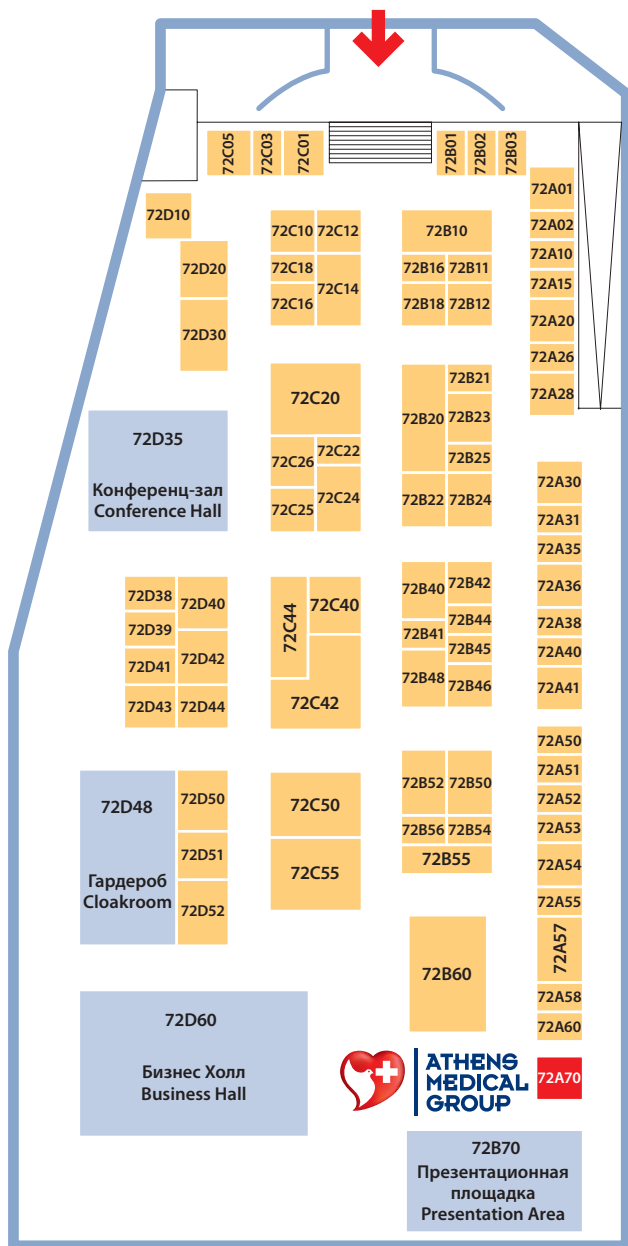 72C05
72C03
72C01
72B01
72B02
72B03
72A01
72A02
72A10
72A15
72A20
72A26
72A28
72D10
72D20
72D30
72C10
72C12
72C18
72C14
72C16
72B10
72B16
72B11
72B18
72B12
72C20
72C26
72C22
72C25
72C24
72B20
72B21
72B23
72B25
72B22
72B24
72D35
Конференц-зал
Conference Hall
72A30
72A31
72A35
72A36
72A38
72A40
72A41
72D38
72D40
72D39
72D41
72D42
72D43
72D44
72C44
72C40
72C42
72B40
72B42
72B41
72B44
72B45
72B48
72B46
72A50
72A51
72A52
72A53
72A54
72A55
72A57
72A58
72A60
72D48
Гардероб
Cloakroom
72D50
72D51
72D52
72C50
72C55
72B52
72B50
72B56
72B54
72B55
72B60
72D60
Бизнес Холл
Business Hall
ATHENS
MEDICAL
GROUP
72A70
72B70
Презентационная
площадка
Presentation Area